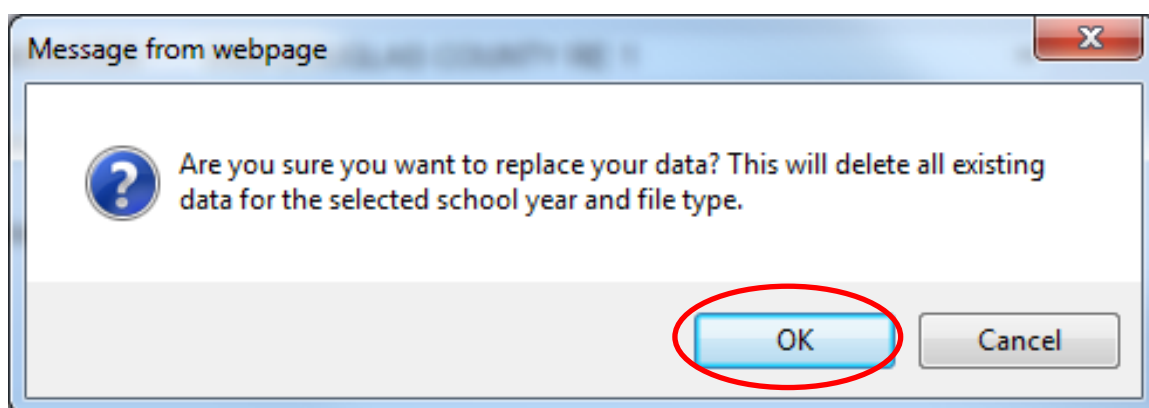 Message from webpage
Are you sure you want to replace your data? This will delete all existing
data for the selected school year and file type.
OK
Cancel